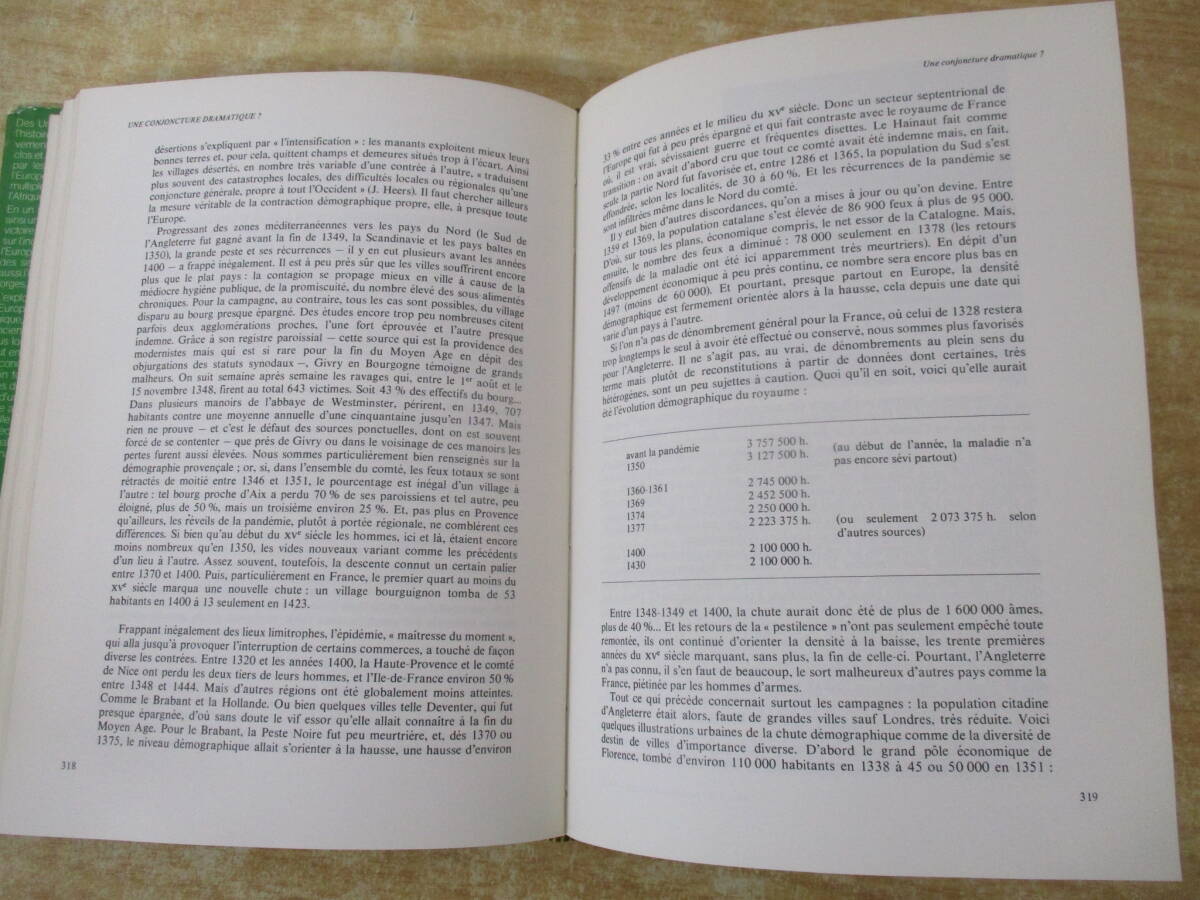 Des Un
l'histoire
vemen
clos et
par les
l'Europe
multiple
l'Afriqu
En un
ainsi un
victoire
sur l'in
l'Europ
des se
aussi l'
orges,
UNE CONJONCTURE DRAMATIQUE ?
désertions s'expliquent par « l'intensification » : les manants exploitent mieux leurs
bonnes terres et, pour cela, quittent champs et demeures situés trop à l'écart. Ainsi
les villages désertés, en nombre très variable d'une contrée à l'autre, « traduisent
plus souvent des catastrophes locales, des difficultés locales ou régionales qu'une
conjoncture générale, propre à tout l'Occident » (J. Heers). Il faut chercher ailleurs
la mesure véritable de la contraction démographique propre, elle, à presque toute
l'Europe.
Progressant des zones méditerranéennes vers les pays du Nord (le Sud de
l'Angleterre fut gagné avant la fin de 1349, la Scandinavie et les pays baltes en
1350), la grande peste et ses récurrences — il y en eut plusieurs avant les années
1400 — a frappé inégalement. Il est à peu près sûr que les villes souffrirent encore
plus que le plat pays : la contagion se propage mieux en ville à cause de la
médiocre hygiène publique, de la promiscuité, du nombre élevé des sous-alimentés
chroniques. Pour la campagne, au contraire, tous les cas sont possibles, du village
disparu au bourg presque épargné. Des études encore trop peu nombreuses citent
parfois deux agglomérations proches, l'une fort éprouvée et l'autre presque
indemne. Grâce à son registre paroissial — cette source qui est la providence des
modernistes mais qui est si rare pour la fin du Moyen Age en dépit des
objurgations des statuts synodaux —, Givry en Bourgogne témoigne de grands
malheurs. On suit semaine après semaine les ravages qui, entre le 1er août et le
15 novembre 1348, firent au total 643 victimes. Soit 43 % des effectifs du bourg...
Dans plusieurs manoirs de l'abbaye de Westminster, périrent, en 1349, 707
habitants contre une moyenne annuelle d'une cinquantaine jusqu'en 1347. Mais
rien ne prouve — et c'est le défaut des sources ponctuelles, dont on est souvent
forcé de se contenter — que près de Givry ou dans le voisinage de ces manoirs les
pertes furent aussi élevées. Nous sommes particulièrement bien renseignés sur la
démographie provençale ; or, si, dans l'ensemble du comté, les feux totaux se sont
rétractés de moitié entre 1346 et 1351, le pourcentage est inégal d'un village à
l'autre : tel bourg proche d'Aix a perdu 70 % de ses paroissiens et tel autre, peu
éloigné, plus de 50 %, mais un troisième environ 25 %. Et, pas plus en Provence
qu'ailleurs, les réveils de la pandémie, plutôt à portée régionale, ne comblèrent ces
différences. Si bien qu'au début du XVe siècle les hommes, ici et là, étaient encore
moins nombreux qu'en 1350, les vides nouveaux variant comme les précédents
d'un lieu à l'autre. Assez souvent, toutefois, la descente connut un certain palier
entre 1370 et 1400. Puis, particulièrement en France, le premier quart au moins du
XVe siècle marqua une nouvelle chute : un village bourguignon tomba de 53
habitants en 1400 à 13 seulement en 1423.
Frappant inégalement des lieux limitrophes, l'épidémie, « maîtresse du moment »,
qui alla jusqu'à provoquer l'interruption de certains commerces, a touché de façon
diverse les contrées. Entre 1320 et les années 1400, la Haute-Provence et le comté
de Nice ont perdu les deux tiers de leurs hommes, et l'Ile-de-France environ 50 %
entre 1348 et 1444. Mais d'autres régions ont été globalement moins atteintes.
Comme le Brabant et la Hollande. Ou bien quelques villes telle Deventer, qui fut
presque épargnée, d'où sans doute le vif essor qu'elle allait connaître à la fin du
Moyen Age. Pour le Brabant, la Peste Noire fut peu meurtrière, et, dès 1370 ou
1375, le niveau démographique allait s'orienter à la hausse, une hausse d'environ
318
Une conjoncture dramatique ?
33 % entre ces années et le milieu du XVe siècle. Donc un secteur septentrional de
l'Europe qui fut à peu près épargné et qui fait contraste avec le royaume de France
où, il est vrai, sévissaient guerre et fréquentes disettes. Le Hainaut fait comme
transition : on avait d'abord cru que tout ce comté avait été indemne mais, en fait,
seule la partie Nord fut favorisée et, entre 1286 et 1365, la population du Sud s'est
effondrée, selon les localités, de 30 à 60 %. Et les récurrences de la pandémie se
sont infiltrées même dans le Nord du comté.
Il y eut bien d'autres discordances, qu'on a mises à jour ou qu'on devine. Entre
1359 et 1369, la population catalane s'est élevée de 86 900 feux à plus de 95 000.
D'où, sur tous les plans, économique compris, le net essor de la Catalogne. Mais,
ensuite, le nombre des feux a diminué : 78 000 seulement en 1378 (les retours
offensifs de la maladie ont été ici apparemment très meurtriers). En dépit d'un
développement économique à peu près continu, ce nombre sera encore plus bas en
1497 (moins de 60 000). Et pourtant, presque partout en Europe, la densité
démographique est fermement orientée alors à la hausse, cela depuis une date qui
varie d'un pays à l'autre.
Si l'on n'a pas de dénombrement général pour la France, où celui de 1328 restera
trop longtemps le seul à avoir été effectué ou conservé, nous sommes plus favorisés
pour l'Angleterre. Il ne s'agit pas, au vrai, de dénombrements au plein sens du
terme mais plutôt de reconstitutions à partir de données dont certaines, très
hétérogènes, sont un peu sujettes à caution. Quoi qu'il en soit, voici qu'elle aurait
été l'évolution démographique du royaume :
avant la pandémie 3 757 500 h.
1350 3 127 500 h. (au début de l'année, la maladie n'a
pas encore sévi partout)
1360-1361 2 745 000 h.
1369 2 452 500 h.
1374 2 250 000 h.
1377 2 223 375 h. (ou seulement 2 073 375 h. selon
d'autres sources)
1400 2 100 000 h.
1430 2 100 000 h.
Entre 1348-1349 et 1400, la chute aurait donc été de plus de 1 600 000 âmes,
plus de 40 %... Et les retours de la « pestilence » n'ont pas seulement empêché toute
remontée, ils ont continué d'orienter la densité à la baisse, les trente premières
années du XVe siècle marquant, sans plus, la fin de celle-ci. Pourtant, l'Angleterre
n'a pas connu, il s'en faut de beaucoup, le sort malheureux d'autres pays comme la
France, piétinée par les hommes d'armes.
Tout ce qui précède concernait surtout les campagnes : la population citadine
d'Angleterre était alors, faute de grandes villes sauf Londres, très réduite. Voici
quelques illustrations urbaines de la chute démographique comme de la diversité de
destin de villes d'importance diverse. D'abord le grand pôle économique de
Florence, tombé d'environ 110 000 habitants en 1338 à 45 ou 50 000 en 1351 :
319